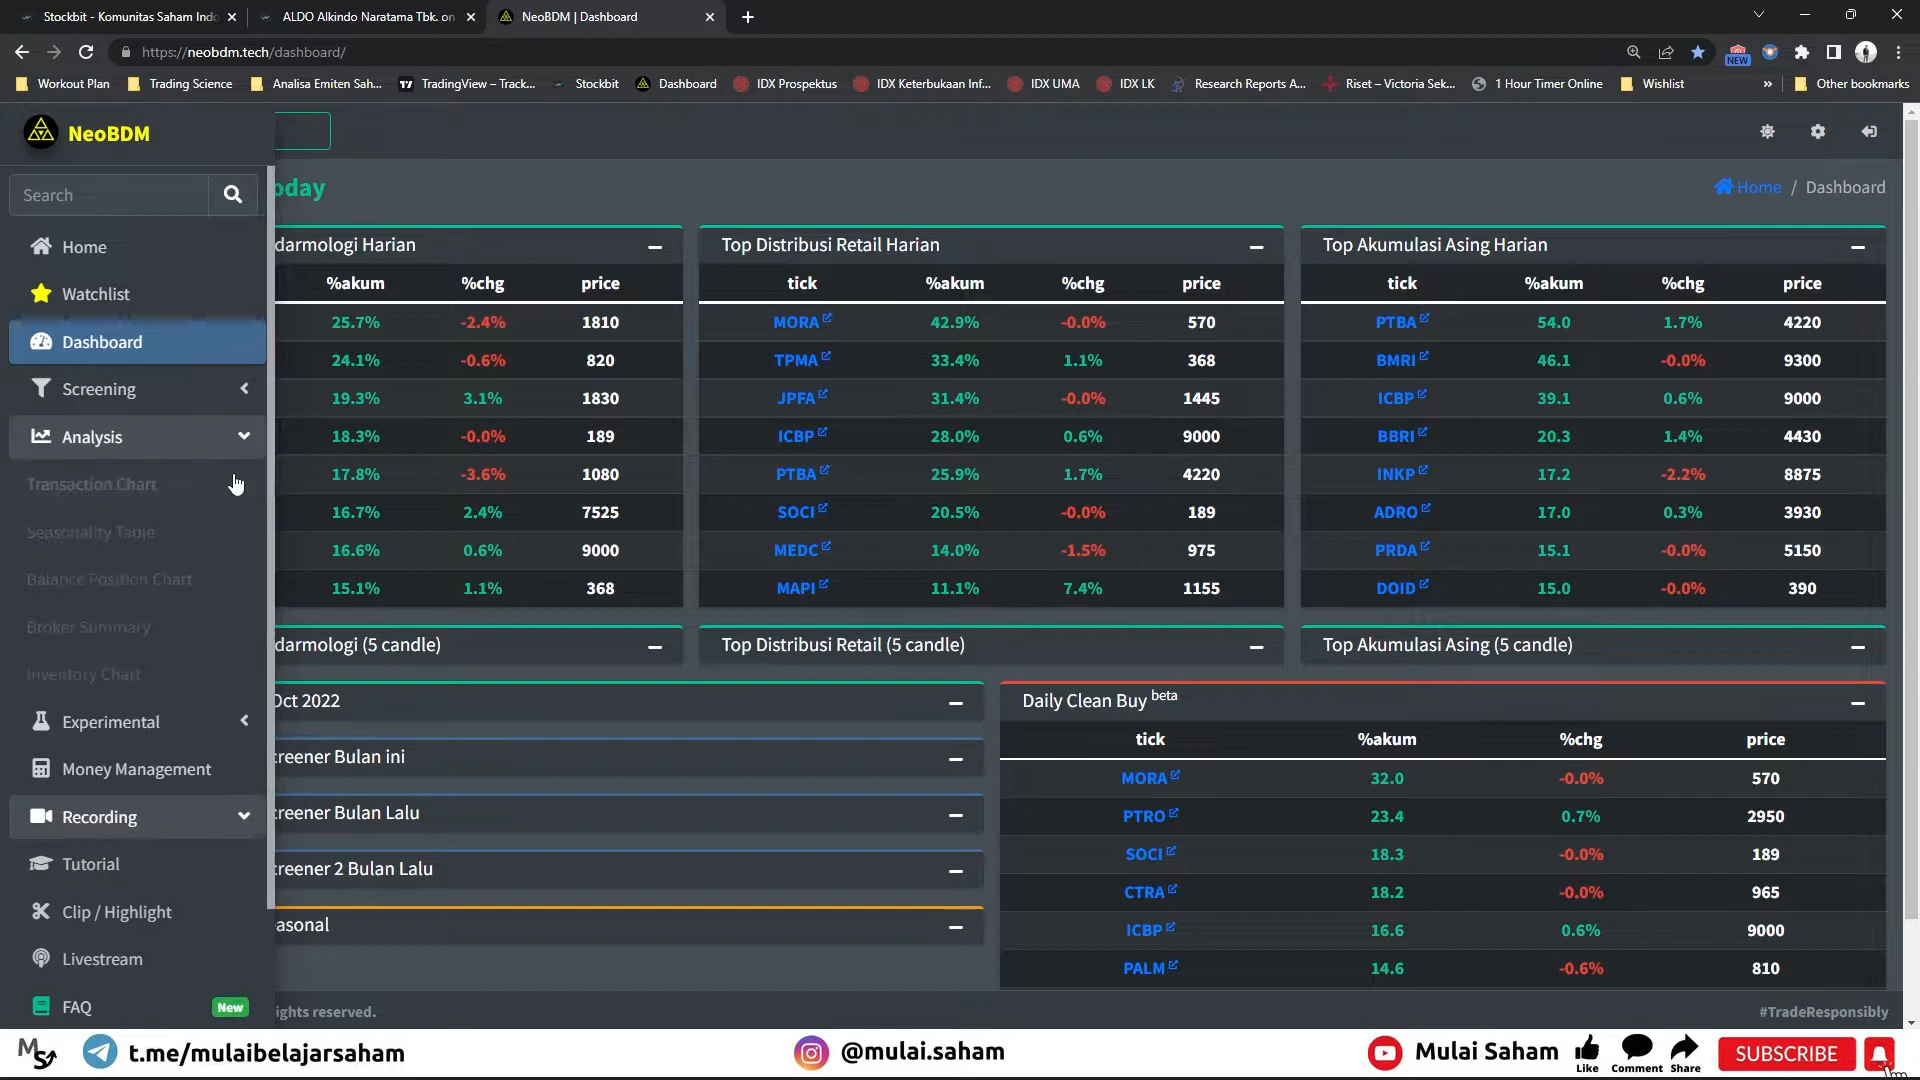 Stockbit - Komunitas Saham Ind
ALDO Alkindo Naratama Tbk. on
NeoBDM | Dashboard
https://neobdm.tech/dashboard/
NEW
Workout Plan
Trading Science
Analisa Emiten Sah...
TradingView – Track...
Stockbit
Dashboard
IDX Prospektus
IDX Keterbukaan Inf...
IDX UMA
IDX LK
Research Reports A...
Riset – Victoria Sek...
1 Hour Timer Online
Wishlist
»
Other bookmarks
NeoBDM
Search
Home
Watchlist
Dashboard
Screening
Analysis
Transaction Chart
Seasonality Table
Balance Position Chart
Broker Summary
Inventory Chart
Experimental
Money Management
Recording
Tutorial
Clip / Highlight
Livestream
FAQ New
oday
Home / Dashboard
darmologi Harian
%akum %chg price
25.7% -2.4% 1810
24.1% -0.6% 820
19.3% 3.1% 1830
18.3% -0.0% 189
17.8% -3.6% 1080
16.7% 2.4% 7525
16.6% 0.6% 9000
15.1% 1.1% 368
Top Distribusi Retail Harian
tick %akum %chg price
MORA 42.9% -0.0% 570
TPMA 33.4% 1.1% 368
JPFA 31.4% -0.0% 1445
ICBP 28.0% 0.6% 9000
PTBA 25.9% 1.7% 4220
SOCI 20.5% -0.0% 189
MEDC 14.0% -1.5% 975
MAPI 11.1% 7.4% 1155
Top Akumulasi Asing Harian
tick %akum %chg price
PTBA 54.0 1.7% 4220
BMRI 46.1 -0.0% 9300
ICBP 39.1 0.6% 9000
BBRI 20.3 1.4% 4430
INKP 17.2 -2.2% 8875
ADRO 17.0 0.3% 3930
PRDA 15.1 -0.0% 5150
DOID 15.0 -0.0% 390
darmologi (5 candle)
Top Distribusi Retail (5 candle)
Top Akumulasi Asing (5 candle)
Oct 2022
creener Bulan ini
creener Bulan Lalu
creener 2 Bulan Lalu
asonal
Daily Clean Buy beta
tick %akum %chg price
MORA 32.0 -0.0% 570
PTRO 23.4 0.7% 2950
SOCI 18.3 -0.0% 189
CTRA 18.2 -0.0% 965
ICBP 16.6 0.6% 9000
PALM 14.6 -0.6% 810
ights reserved.
#TradeResponsibly
MS
t.me/mulaibelajarsaham
@mulai.saham
Mulai Saham
Like
Comment
Share
SUBSCRIBE